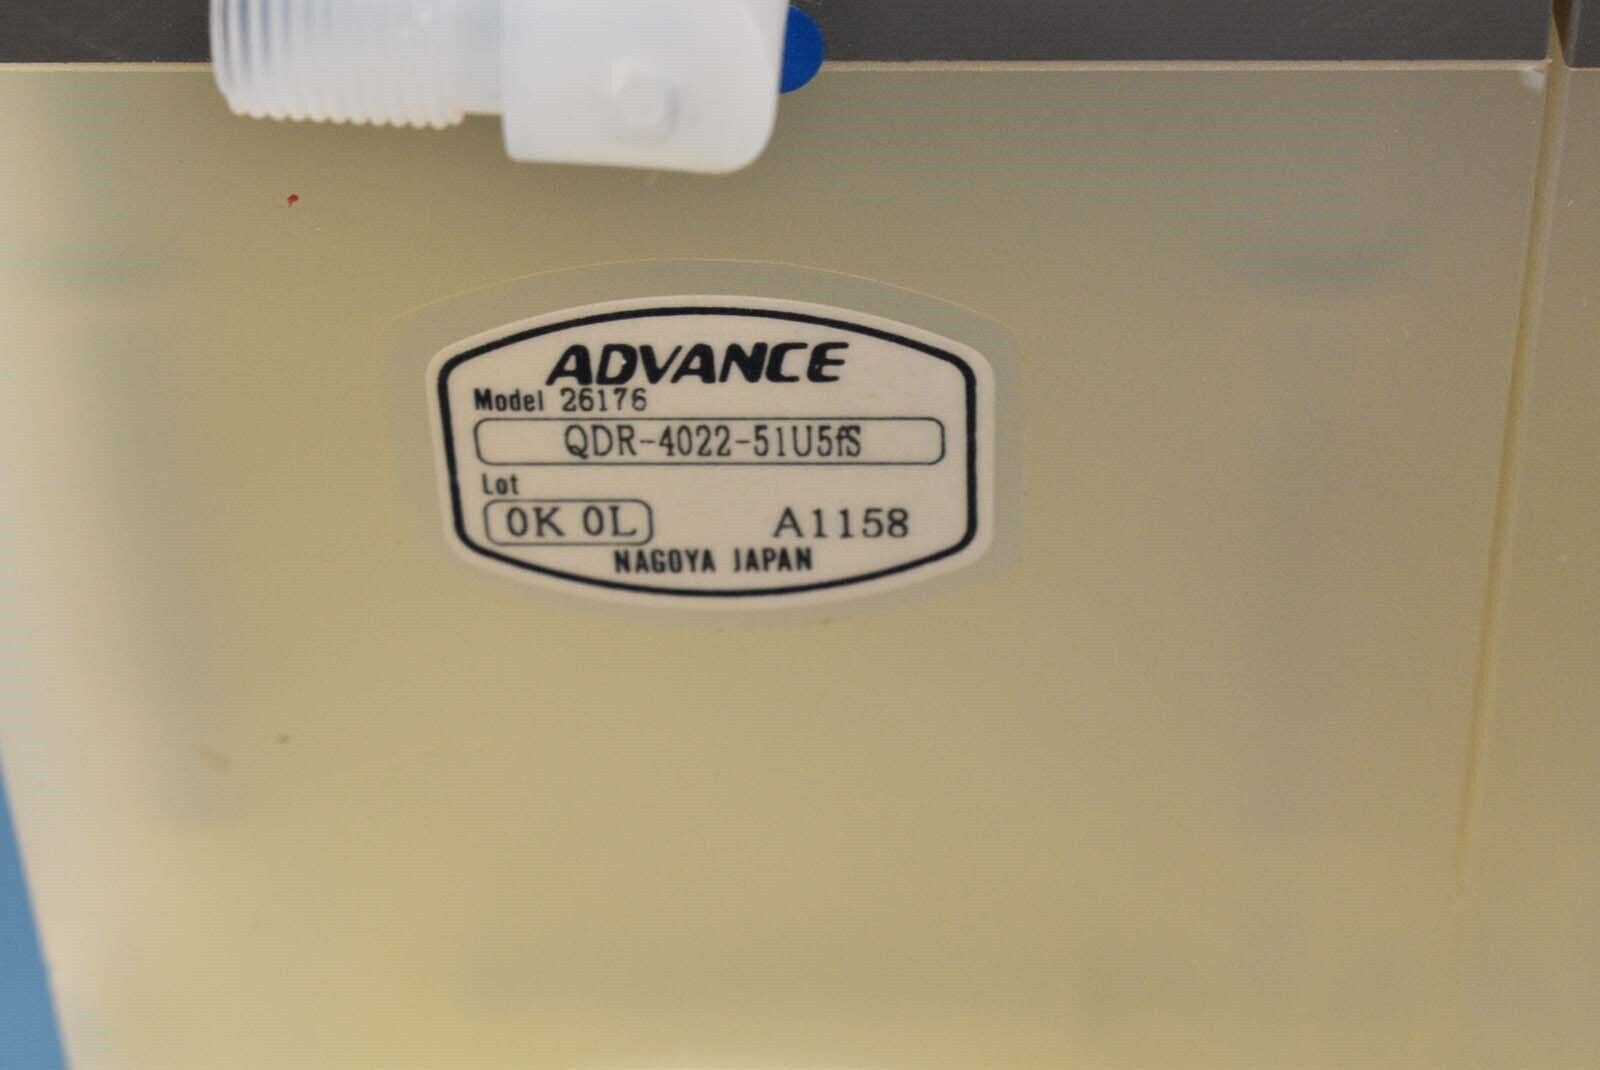 ADVANCE
Model 26176
QDR-4022-51U5fS
Lot
0K 0L A1158
NAGOYA JAPAN